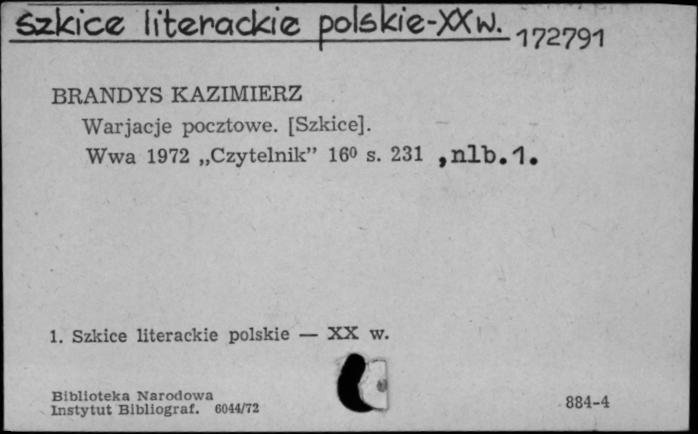 Szkice literackie polskie-XX w.
172791
BRANDYS KAZIMIERZ
Warjacje pocztowe. [Szkice].
Wwa 1972 „Czytelnik” 16⁰ s. 231 , nlb. 1.
1. Szkice literackie polskie — XX w.
Biblioteka Narodowa
Instytut Bibliograf. 6044/72
884-4